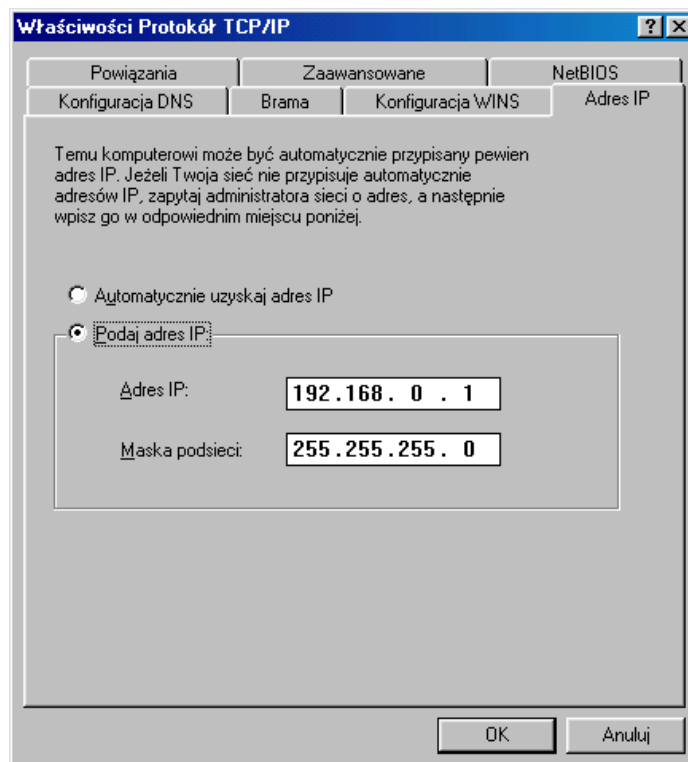 Właściwości Protokół TCP/IP
Powiązania Zaawansowane NetBIOS
Konfiguracja DNS Brama Konfiguracja WINS Adres IP
Temu komputerowi może być automatycznie przypisany pewien
adres IP. Jeżeli Twoja sieć nie przypisuje automatycznie
adresów IP, zapytaj administratora sieci o adres, a następnie
wpisz go w odpowiednim miejscu poniżej.
Automatycznie uzyskaj adres IP
Podaj adres IP:
Adres IP: 192.168. 0 . 1
Maska podsieci: 255.255.255. 0
OK Anuluj